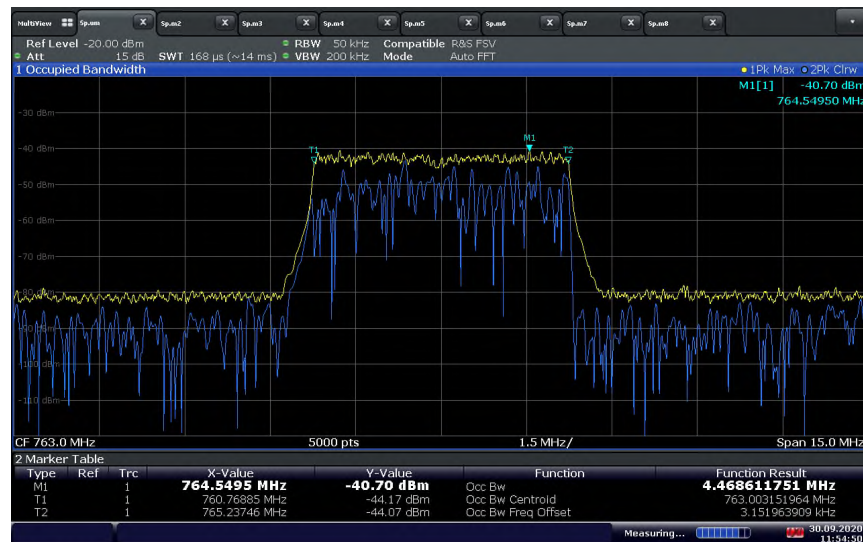 MultiView Sp.um X Sp.m2 X Sp.m3 X Sp.m4 X Sp.m5 X Sp.m6 X Sp.m7 X Sp.m8 X
Ref Level -20.00 dBm RBW 50 kHz Compatible R&S FSV
Att 15 dB SWT 168 µs (~14 ms) VBW 200 kHz Mode Auto FFT
1 Occupied Bandwidth 1Pk Max 2Pk Clrw
M1[1] -40.70 dBm
764.54950 MHz
-30 dBm
M1
-40 dBm
T1 T2
-50 dBm
-60 dBm
-70 dBm
-80 dBm
-90 dBm
-100 dBm
-110 dBm
CF 763.0 MHz 5000 pts 1.5 MHz/ Span 15.0 MHz
2 Marker Table
Type Ref Trc X-Value Y-Value Function Function Result
M1 1 764.5495 MHz -40.70 dBm Occ Bw 4.468611751 MHz
T1 1 760.76885 MHz -44.17 dBm Occ Bw Centroid 763.003151964 MHz
T2 1 765.23746 MHz -44.07 dBm Occ Bw Freq Offset 3.151963909 kHz
Measuring... 30.09.2020
11:54:50